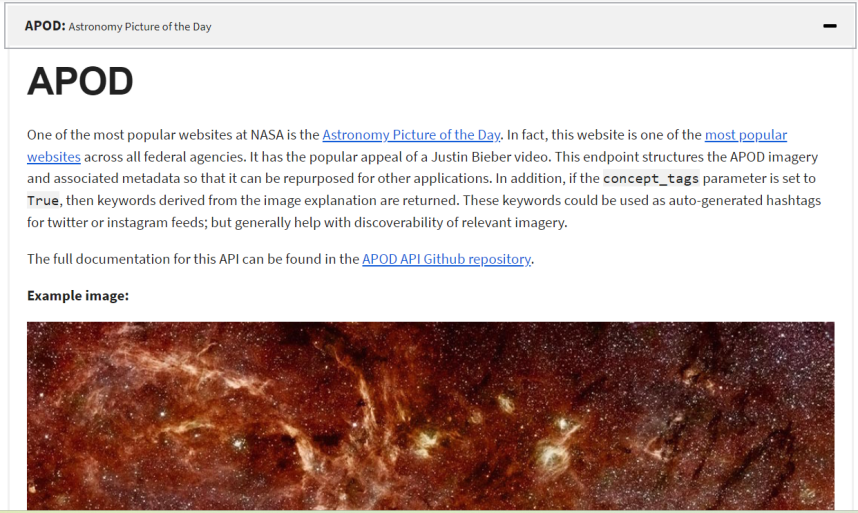 APOD: Astronomy Picture of the Day
APOD
One of the most popular websites at NASA is the Astronomy Picture of the Day. In fact, this website is one of the most popular
websites across all federal agencies. It has the popular appeal of a Justin Bieber video. This endpoint structures the APOD imagery
and associated metadata so that it can be repurposed for other applications. In addition, if the concept_tags parameter is set to
True, then keywords derived from the image explanation are returned. These keywords could be used as auto-generated hashtags
for twitter or instagram feeds; but generally help with discoverability of relevant imagery.
The full documentation for this API can be found in the APOD API Github repository.
Example image: